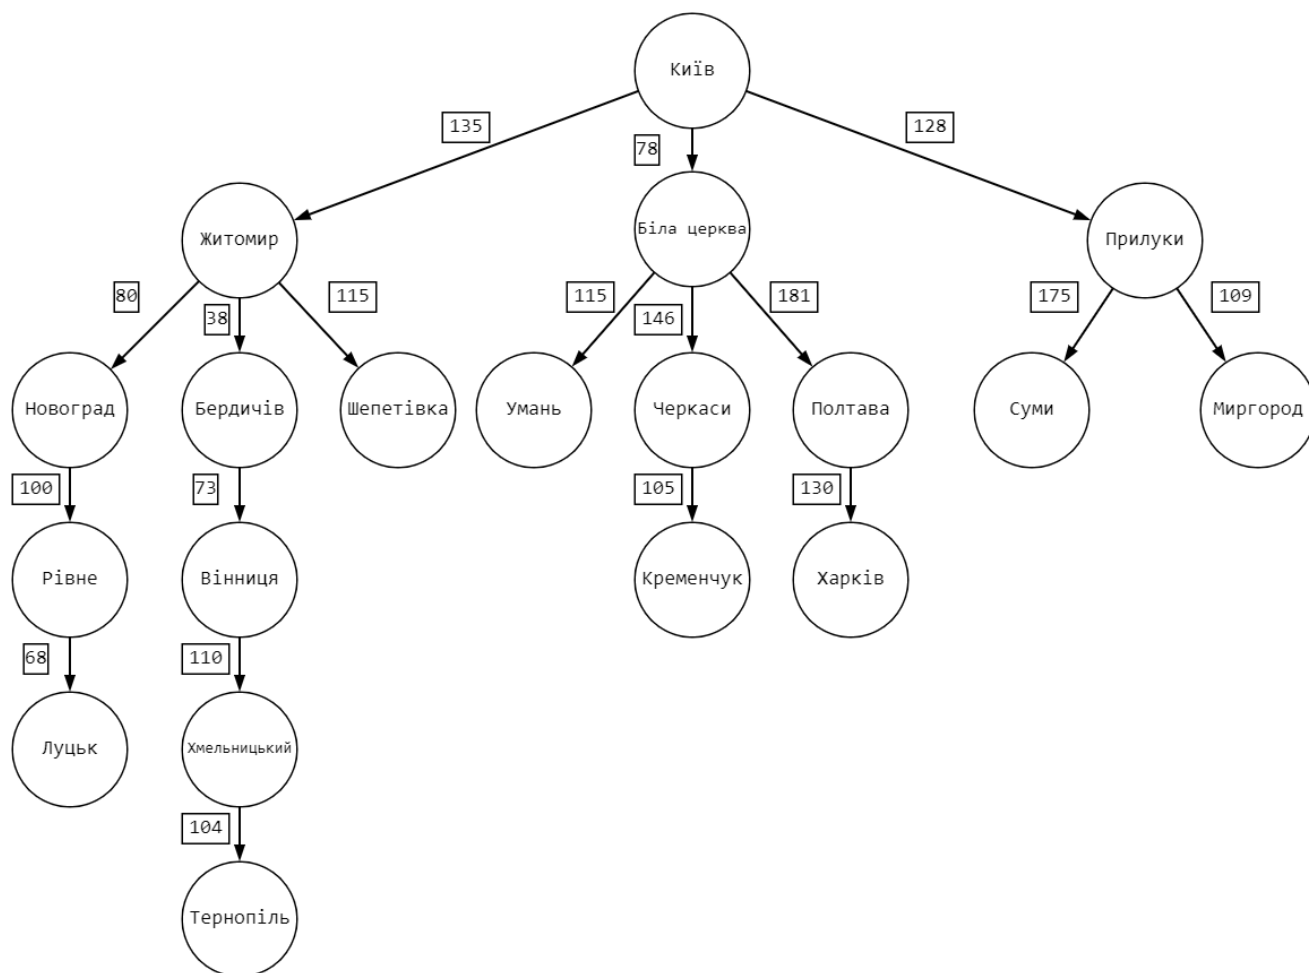 Київ
135
78
128
Житомир
Біла церква
Прилуки
80
38
115
115
146
181
175
109
Новоград
Бердичів
Шепетівка
Умань
Черкаси
Полтава
Суми
Миргород
100
73
105
130
Рівне
Вінниця
Кременчук
Харків
68
110
Луцьк
Хмельницький
104
Тернопіль